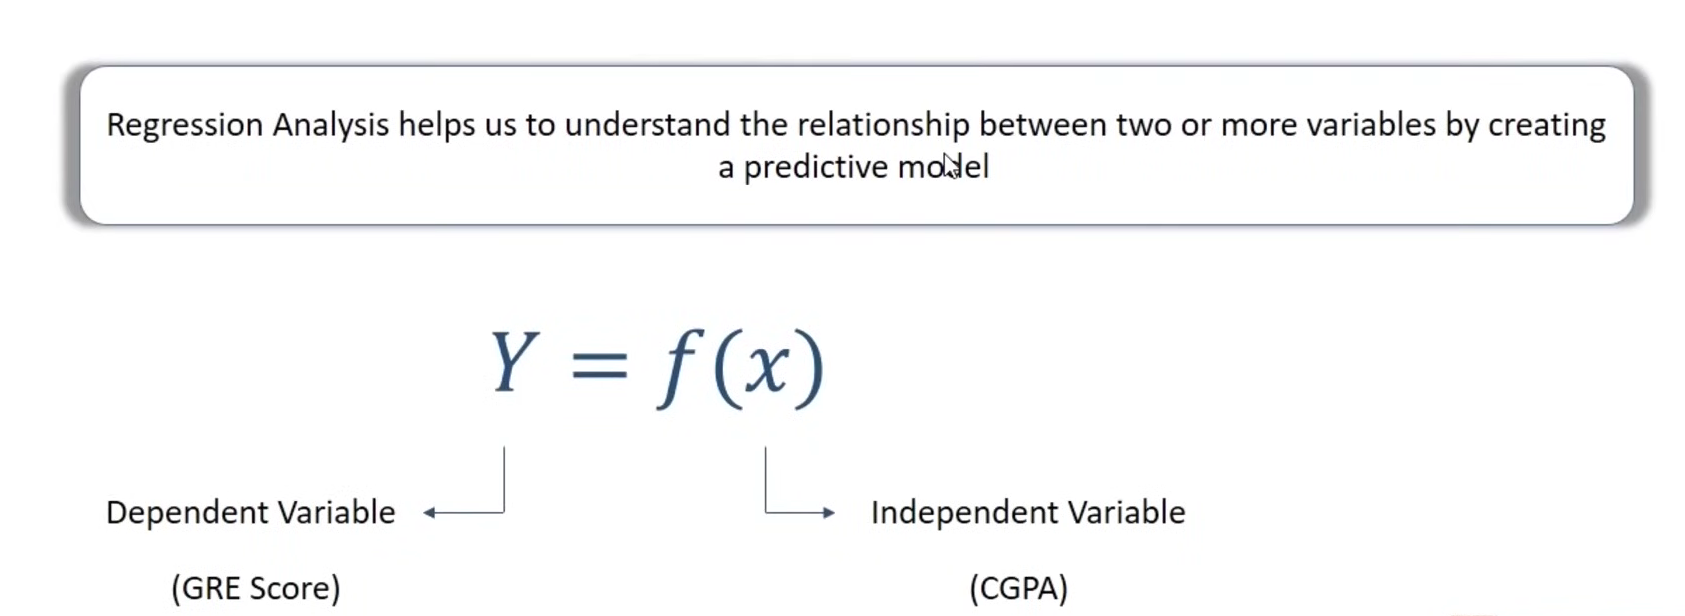 Regression Analysis helps us to understand the relationship between two or more variables by creating
a predictive model
Y = f(x)
Dependent Variable
Independent Variable
(GRE Score)
(CGPA)